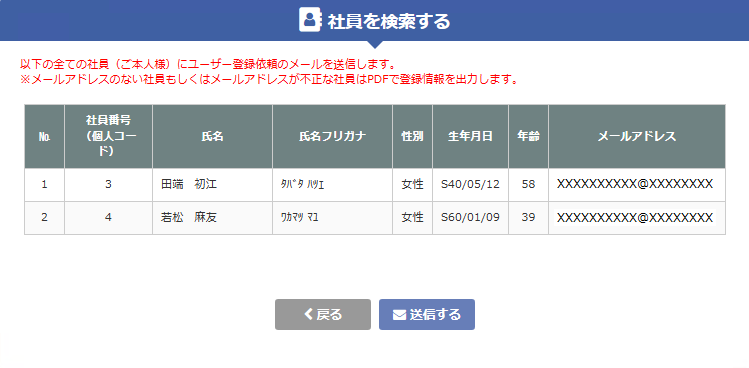 社員を検索する
以下の全ての社員（ご本人様）にユーザー登録依頼のメールを送信します。
※メールアドレスのない社員もしくはメールアドレスが不正な社員はPDFで登録情報を出力します。
№ 社員番号（個人コード） 氏名 氏名フリガナ 性別 生年月日 年齢 メールアドレス
1 3 田端　初江 ﾀﾊﾞﾀ ﾊﾂｴ 女性 S40/05/12 58 XXXXXXXXXX@XXXXXXXX
2 4 若松　麻友 ﾜｶﾏﾂ ﾏﾕ 女性 S60/01/09 39 XXXXXXXXXX@XXXXXXXX
戻る 送信する